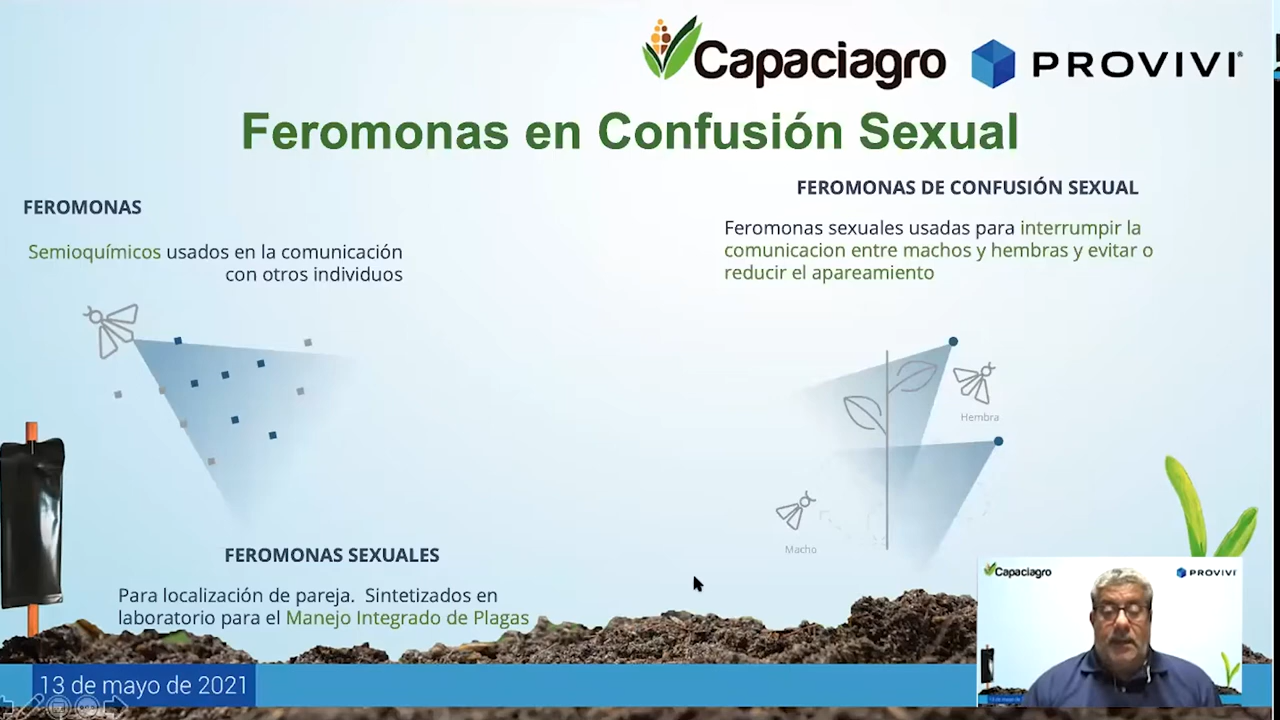 Capaciagro
PROVIVI
Feromonas en Confusión Sexual
FEROMONAS
Semioquímicos usados en la comunicación
con otros individuos
FEROMONAS SEXUALES
Para localización de pareja. Sintetizados en
laboratorio para el Manejo Integrado de Plagas
FEROMONAS DE CONFUSIÓN SEXUAL
Feromonas sexuales usadas para interrumpir la
comunicacion entre machos y hembras y evitar o
reducir el apareamiento
Hembra
Macho
13 de mayo de 2021
Capaciagro
PROVIVI